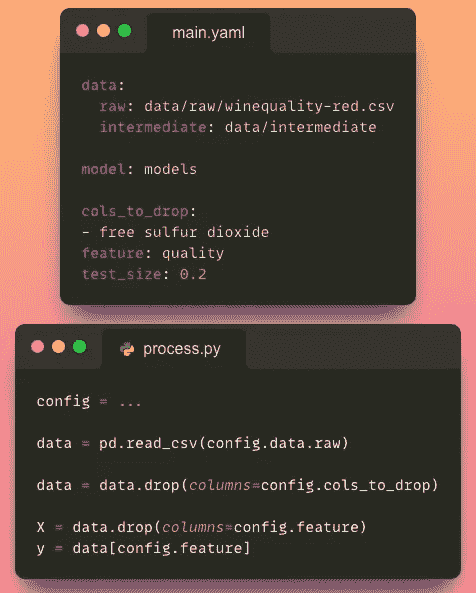 main.yaml
data:
  raw: data/raw/winequality-red.csv
  intermediate: data/intermediate
model: models
cols_to_drop:
- free sulfur dioxide
feature: quality
test_size: 0.2
process.py
config = ...
data = pd.read_csv(config.data.raw)
data = data.drop(columns=config.cols_to_drop)
X = data.drop(columns=config.feature)
y = data[config.feature]